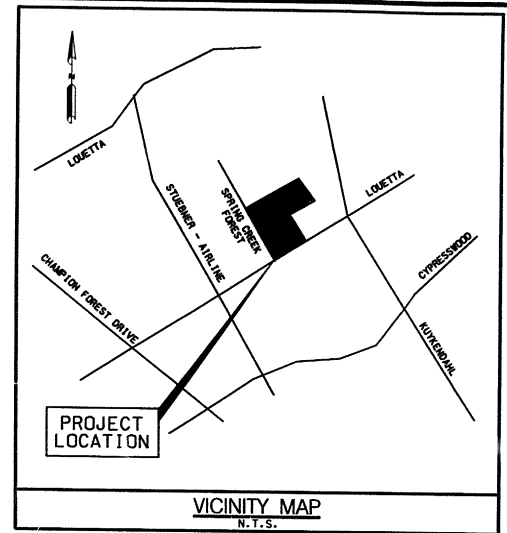 N
LOUETTA
STUEBNER - AIRLINE
SPRING CREEK
FOREST
LOUETTA
CHAMPION FOREST DRIVE
CYPRESSWOOD
KUYKENDAHL
PROJECT
LOCATION
VICINITY MAP
N.T.S.